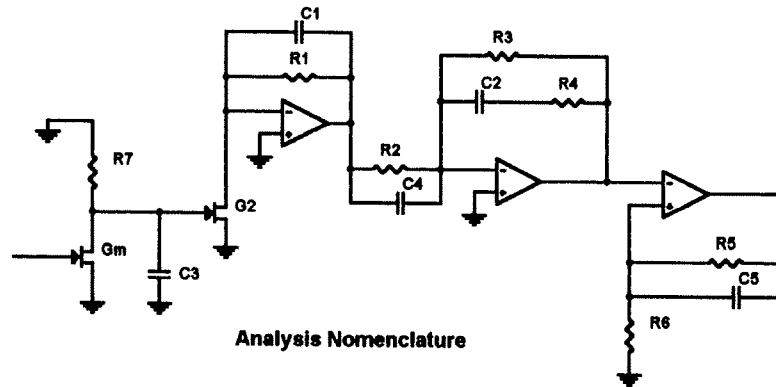 C1
R1
R3
C2
R4
R7
R2
C4
G2
Gm
C3
R5
C5
R6
Analysis Nomenclature